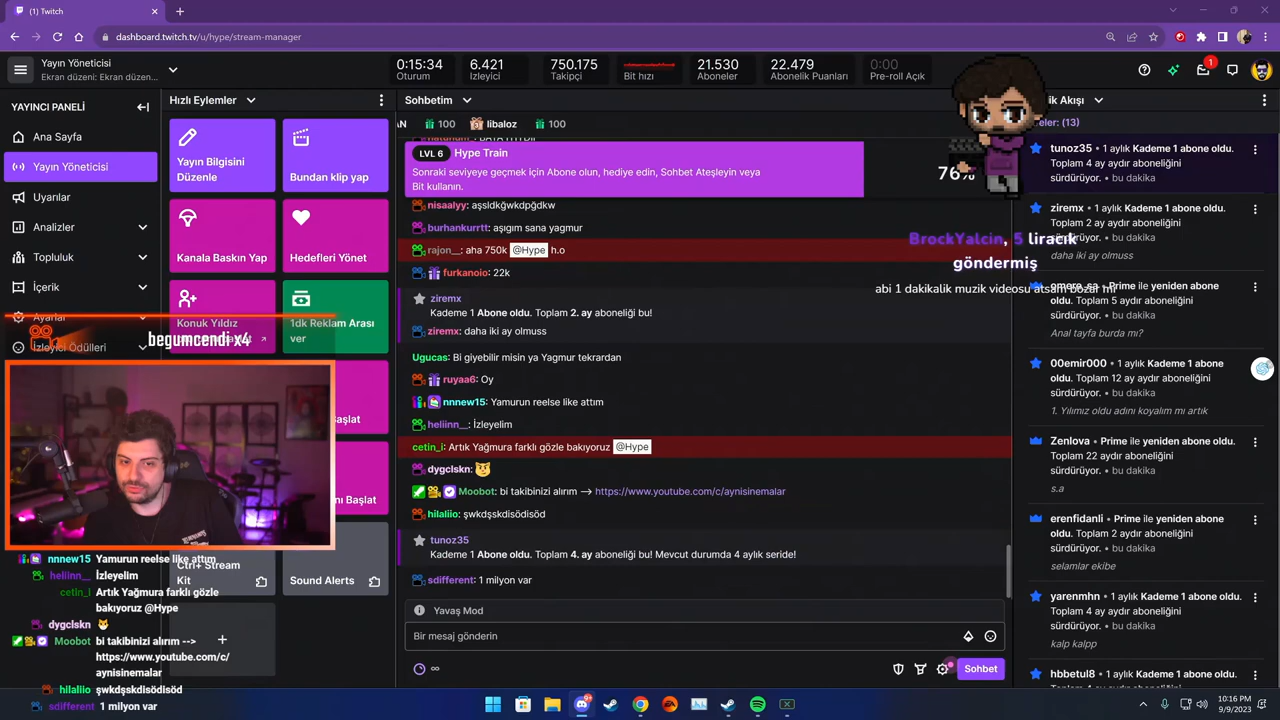 (1) Twitch
dashboard.twitch.tv/u/hype/stream-manager
Yayın Yöneticisi
Ekran düzeni: Ekran düzen...
0:15:34
Oturum
6.421
İzleyici
750.175
Takipçi
Bit hızı
21.530
Aboneler
22.479
Abonelik Puanları
0:00
Pre-roll Açık
1
YAYINCI PANELİ
Ana Sayfa
Yayın Yöneticisi
Uyarılar
Analizler
Topluluk
İçerik
Ayarlar
İzleyici Ödülleri
begumcendi x4
Hızlı Eylemler
Yayın Bilgisini
Düzenle
Bundan klip yap
Kanala Baskın Yap
Hedefleri Yönet
Konuk Yıldız
1dk Reklam Arası
ver
Sound Alerts
Kit
Sohbetim
100
libaloz
100
LVL 6 Hype Train
Sonraki seviyeye geçmek için Abone olun, hediye edin, Sohbet Ateşleyin veya
Bit kullanın.
76%
nisaalyy: aşsldkğwkdpğdkw
burhankurrtt: aşıgım sana yagmur
rajon__: aha 750k @Hype h.o
furkanoio: 22k
ziremx
Kademe 1 Abone oldu. Toplam 2. ay aboneliği bu!
ziremx: daha iki ay olmuss
Ugucas: Bi giyebilir misin ya Yagmur tekrardan
ruyaa6: Oy
nnnew15: Yamurun reelse like attım
heliinn__: İzleyelim
cetin_i: Artık Yağmura farklı gözle bakıyoruz @Hype
dygclskn:
Moobot: bi takibinizi alırım --> https://www.youtube.com/c/aynisinemalar
hilaliio: şwkdşskdisödisöd
tunoz35
Kademe 1 Abone oldu. Toplam 4. ay aboneliği bu! Mevcut durumda 4 aylık seride!
sdifferent: 1 milyon var
Yavaş Mod
Bir mesaj gönderin
Sohbet
BrockYalcin, 5 liracık
göndermiş
abi 1 dakikalik muzik videosu atsam bozar mi
k Akışı
eler: (13)
tunoz35 • 1 aylık Kademe 1 abone oldu.
Toplam 4 ay aydır aboneliğini
sürdürüyor. • bu dakika
ziremx • 1 aylık Kademe 1 abone oldu.
Toplam 2 ay aydır aboneliğini
sürdürüyor. • bu dakika
daha iki ay olmuss
Prime ile yeniden abone
oldu. Toplam 5 ay aydır aboneliğini
sürdürüyor. • bu dakika
Anal tayfa burda mı?
00emir000 • 1 aylık Kademe 1 abone
oldu. Toplam 12 ay aydır aboneliğini
sürdürüyor. • bu dakika
1. Yılımız oldu adını koyalım mı artık
Zenlova • Prime ile yeniden abone oldu.
Toplam 22 ay aydır aboneliğini
sürdürüyor. • bu dakika
s.a
erenfidanli • Prime ile yeniden abone
oldu. Toplam 2 ay aydır aboneliğini
sürdürüyor. • bu dakika
selamlar ekibe
yarenmhn • 1 aylık Kademe 1 abone oldu.
Toplam 4 ay aydır aboneliğini
sürdürüyor. • bu dakika
kalp kalpp
hbbetul8 • 1 aylık Kademe 1 abone oldu.
nnnew15 Yamurun reelse like attım
heliinn__ İzleyelim
cetin_i Artık Yağmura farklı gözle
bakıyoruz @Hype
dygclskn
Moobot bi takibinizi alırım -->
https://www.youtube.com/c/
aynisinemalar
hilaliio şwkdşskdisödisöd
sdifferent 1 milyon var
10:16 PM
9/9/2023